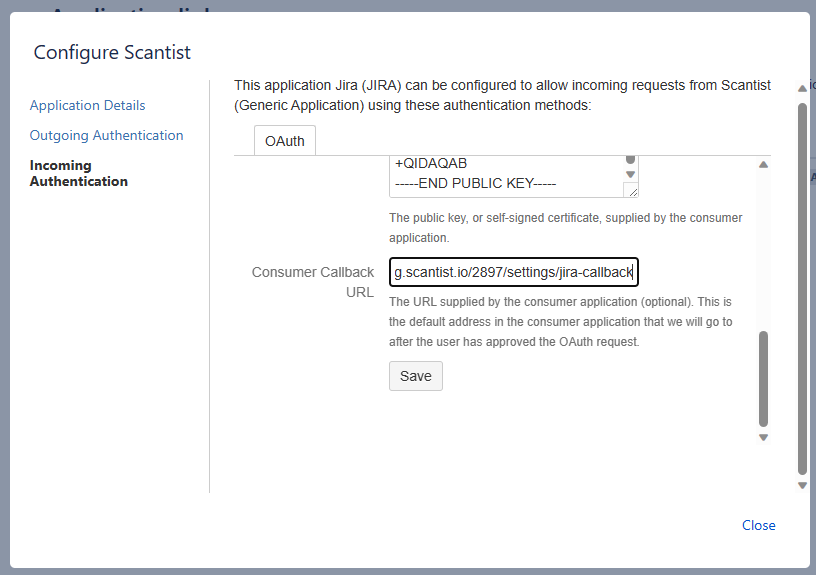 Configure Scantist
Application Details
Outgoing Authentication
Incoming
Authentication
This application Jira (JIRA) can be configured to allow incoming requests from Scantist
(Generic Application) using these authentication methods:
OAuth
+QIDAQAB
-----END PUBLIC KEY-----
The public key, or self-signed certificate, supplied by the consumer
application.
Consumer Callback
URL
g.scantist.io/2897/settings/jira-callback
The URL supplied by the consumer application (optional). This is
the default address in the consumer application that we will go to
after the user has approved the OAuth request.
Save
Close